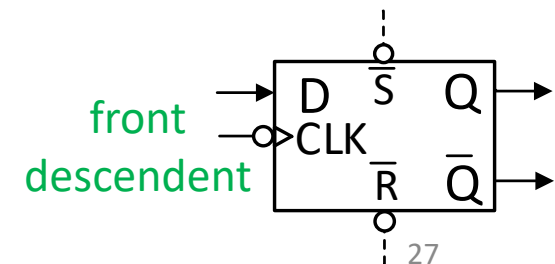 S̅
D
Q
front
CLK
descendent
R̅
Q̅
27